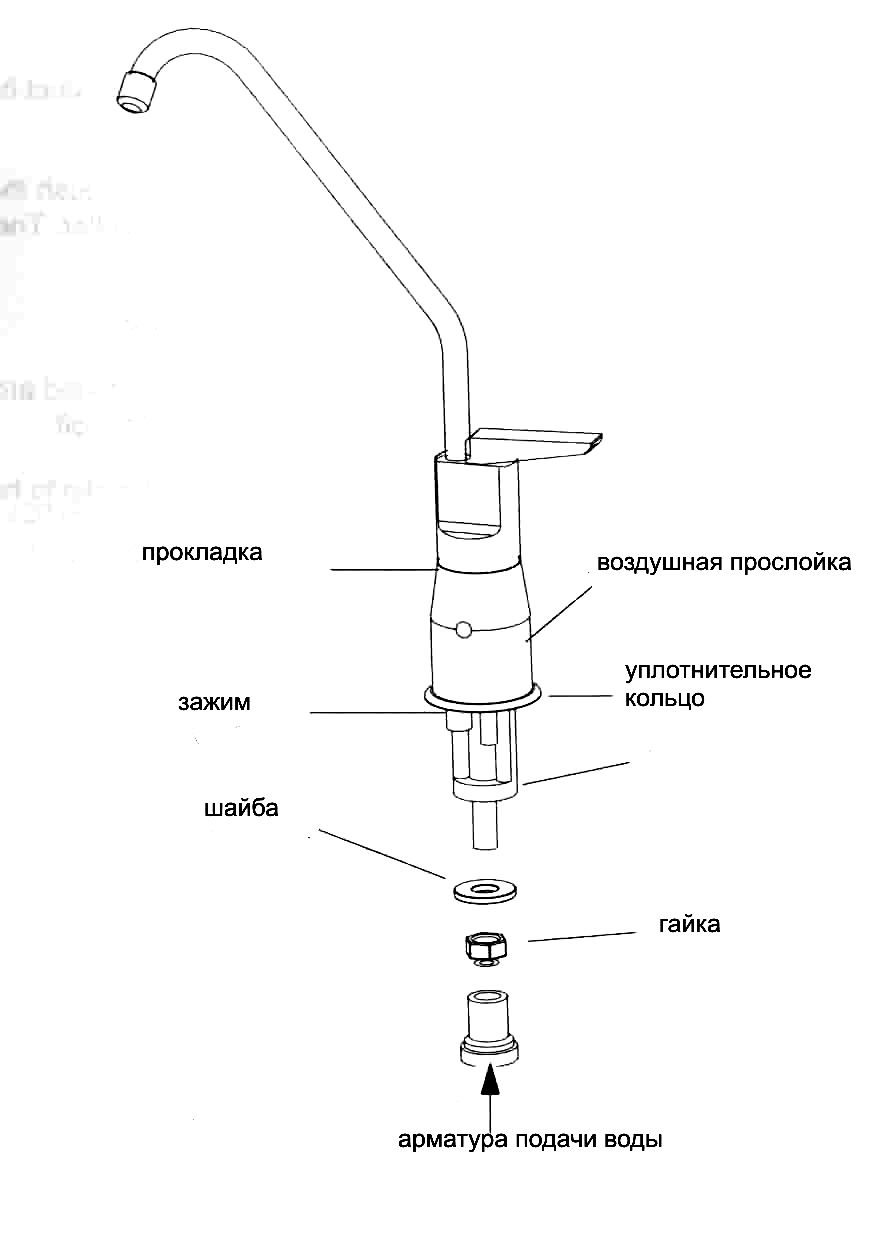 прокладка
воздушная прослойка
уплотнительное
кольцо
зажим
шайба
гайка
арматура подачи воды